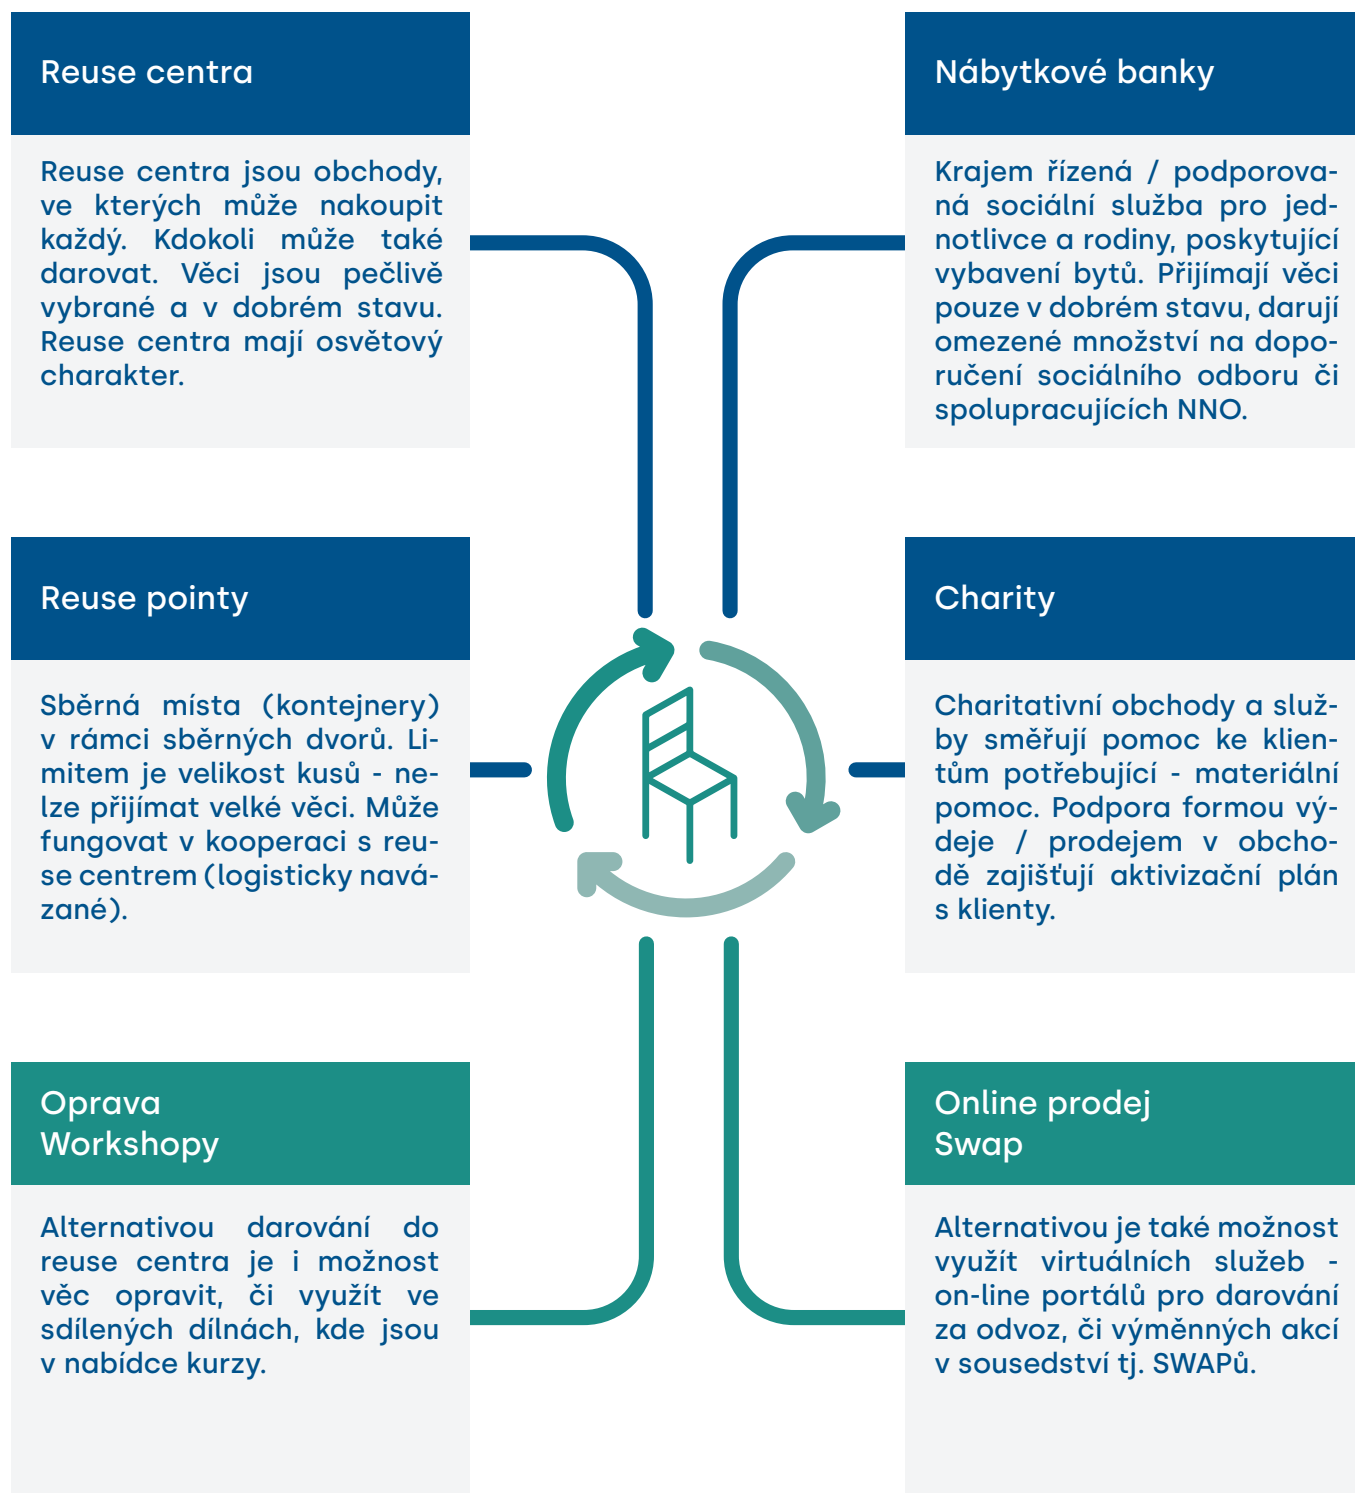 Reuse centra
Reuse centra jsou obchody,
ve kterých může nakoupit
každý. Kdokoli může také
darovat. Věci jsou pečlivě
vybrané a v dobrém stavu.
Reuse centra mají osvětový
charakter.
Nábytkové banky
Krajem řízená / podporova-
ná sociální služba pro jed-
notlivce a rodiny, poskytující
vybavení bytů. Přijímají věci
pouze v dobrém stavu, darují
omezené množství na dopo-
ručení sociálního odboru či
spolupracujících NNO.
Reuse pointy
Sběrná místa (kontejnery)
v rámci sběrných dvorů. Li-
mitem je velikost kusů - ne-
lze přijímat velké věci. Může
fungovat v kooperaci s reu-
se centrem (logisticky navá-
zané).
Charity
Charitativní obchody a služ-
by směřují pomoc ke klien-
tům potřebující - materiální
pomoc. Podpora formou vý-
deje / prodejem v obcho-
dě zajišťují aktivizační plán
s klienty.
Oprava
Workshopy
Alternativou darování do
reuse centra je i možnost
věc opravit, či využít ve
sdílených dílnách, kde jsou
v nabídce kurzy.
Online prodej
Swap
Alternativou je také možnost
využít virtuálních služeb -
on-line portálů pro darování
za odvoz, či výměnných akcí
v sousedství tj. SWAPů.